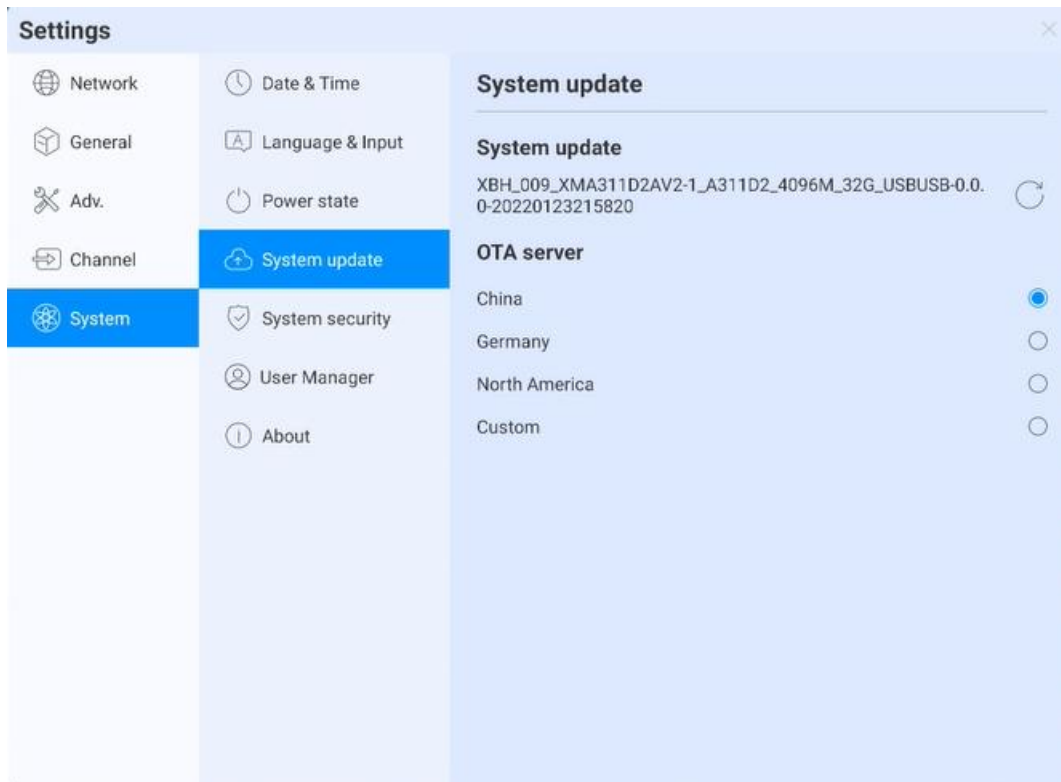 Settings
Network
General
Adv.
Channel
System
Date & Time
Language & Input
Power state
System update
System security
User Manager
About
System update
System update
XBH_009_XMA311D2AV2-1_A311D2_4096M_32G_USBUSB-0.0.
0-20220123215820
OTA server
China
Germany
North America
Custom